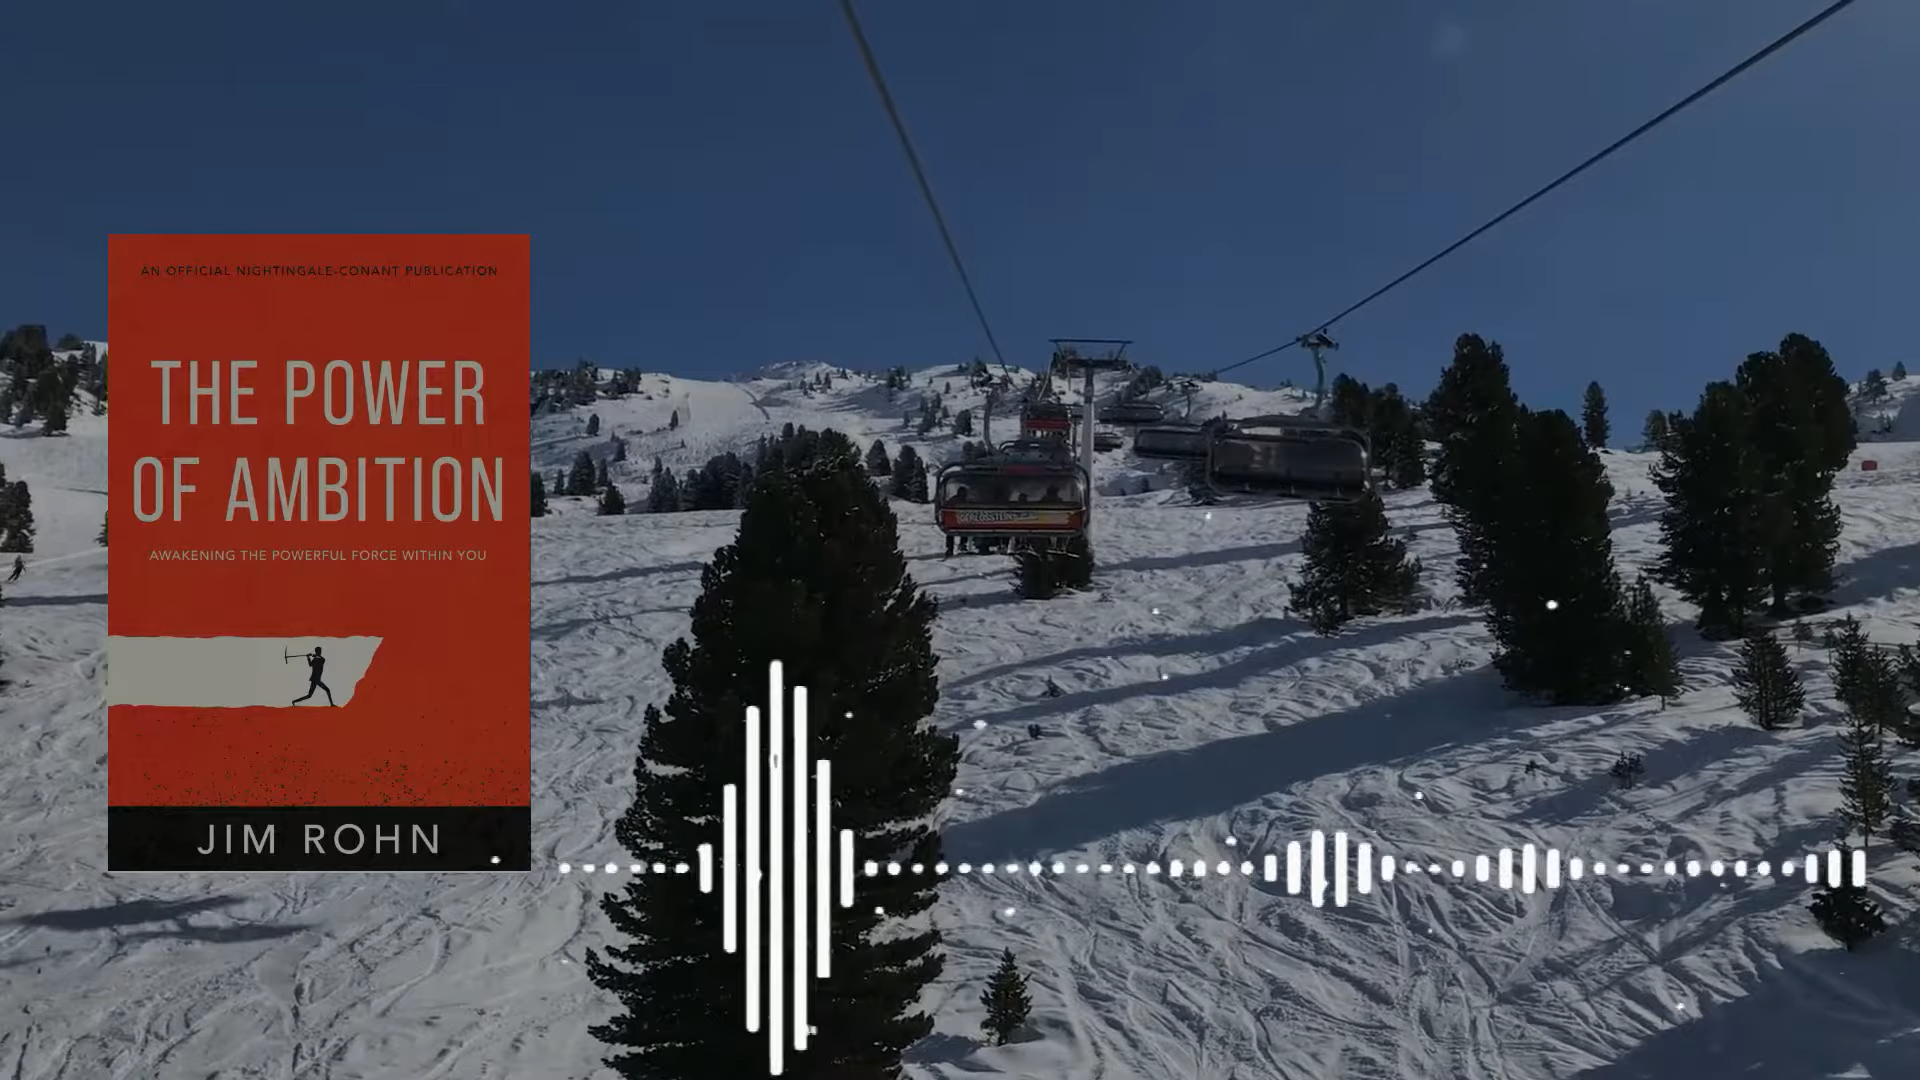 AN OFFICIAL NIGHTINGALE-CONANT PUBLICATION
THE POWER
OF AMBITION
AWAKENING THE POWERFUL FORCE WITHIN YOU
JIM ROHN